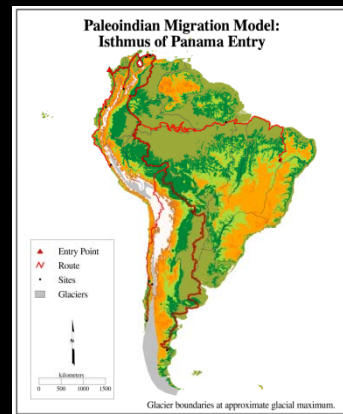 Paleoindian Migration Model:
Isthmus of Panama Entry
Entry Point
Route
Sites
Glaciers
N
kilometers
0 500 1000 1500
Glacier boundaries at approximate glacial maximum.